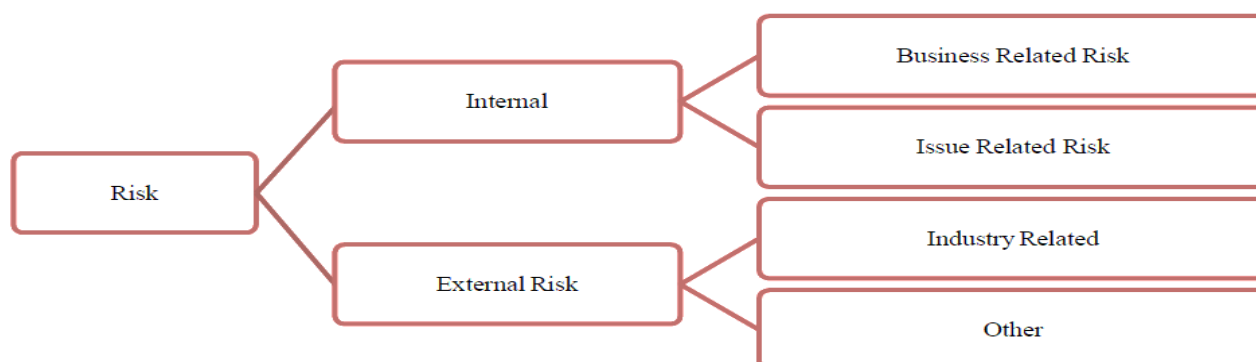 Business Related Risk
Internal
Issue Related Risk
Risk
Industry Related
External Risk
Other